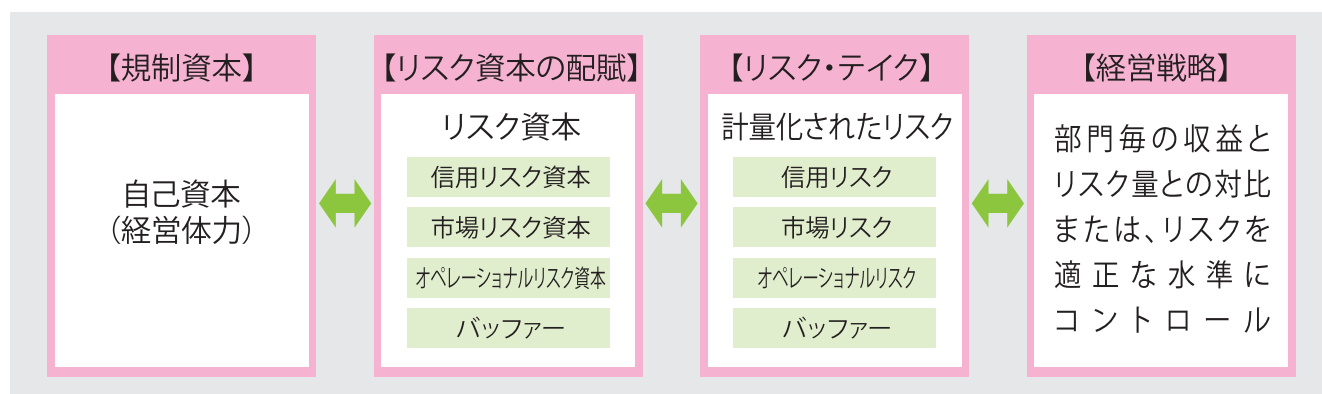 【規制資本】
自己資本
（経営体力）
【リスク資本の配賦】
リスク資本
信用リスク資本
市場リスク資本
オペレーショナルリスク資本
バッファー
【リスク・テイク】
計量化されたリスク
信用リスク
市場リスク
オペレーショナルリスク
バッファー
【経営戦略】
部門毎の収益と
リスク量との対比
または、リスクを
適正な水準に
コントロール